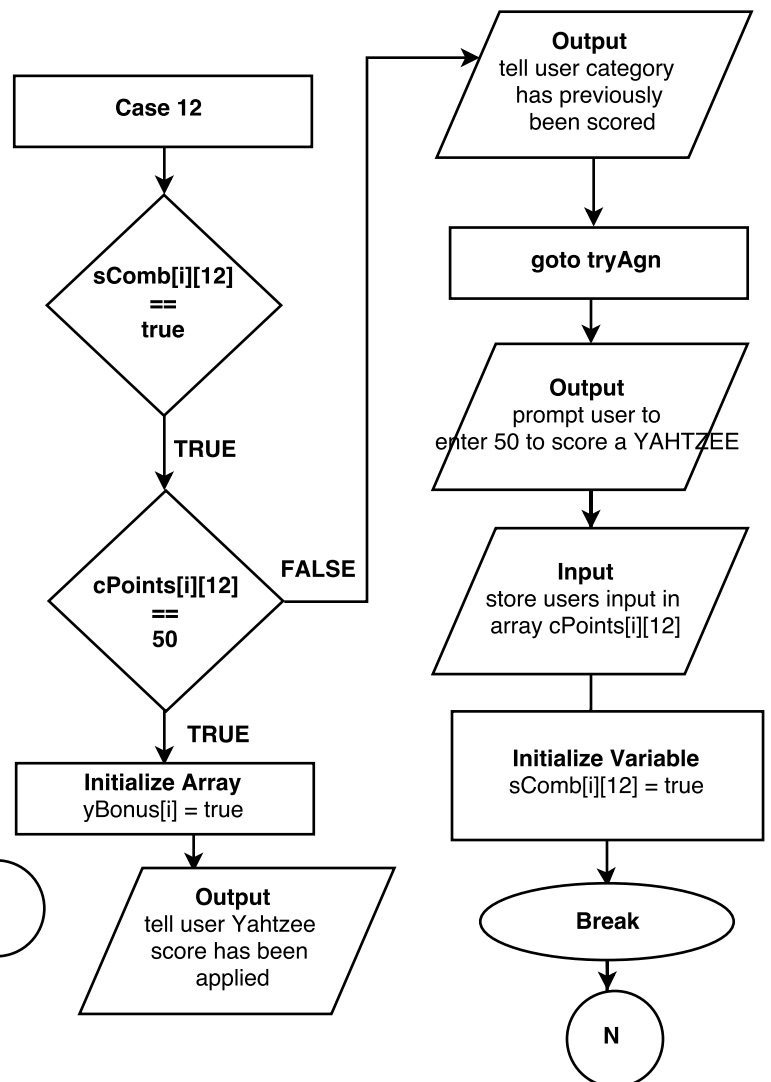 Case 12
sComb[i][12]
==
true
TRUE
cPoints[i][12]
==
50
FALSE
TRUE
Initialize Array
yBonus[i] = true
Output
tell user Yahtzee
score has been
applied
Output
tell user category
has previously
been scored
goto tryAgn
Output
prompt user to
enter 50 to score a YAHTZEE
Input
store users input in
array cPoints[i][12]
Initialize Variable
sComb[i][12] = true
Break
N